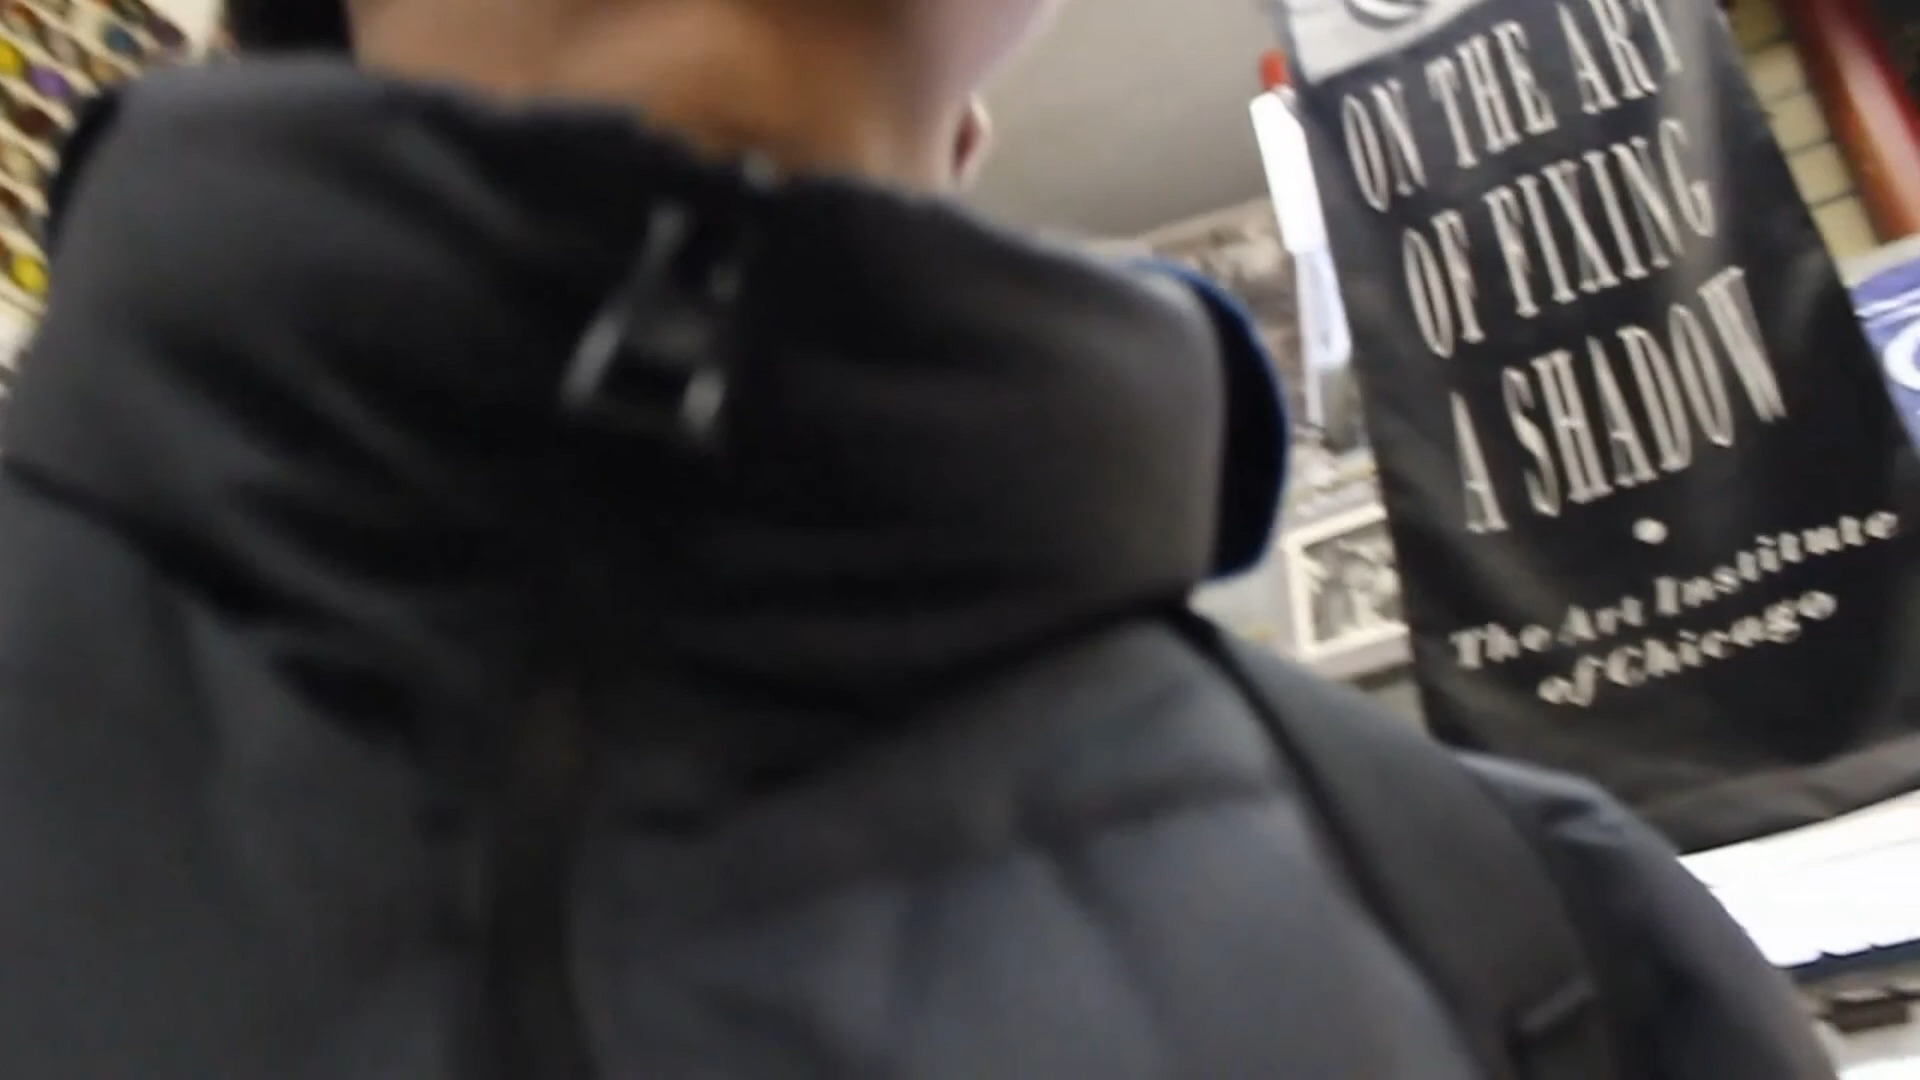 ON THE ART
OF FIXING
A SHADOW
The Art Institute
of Chicago